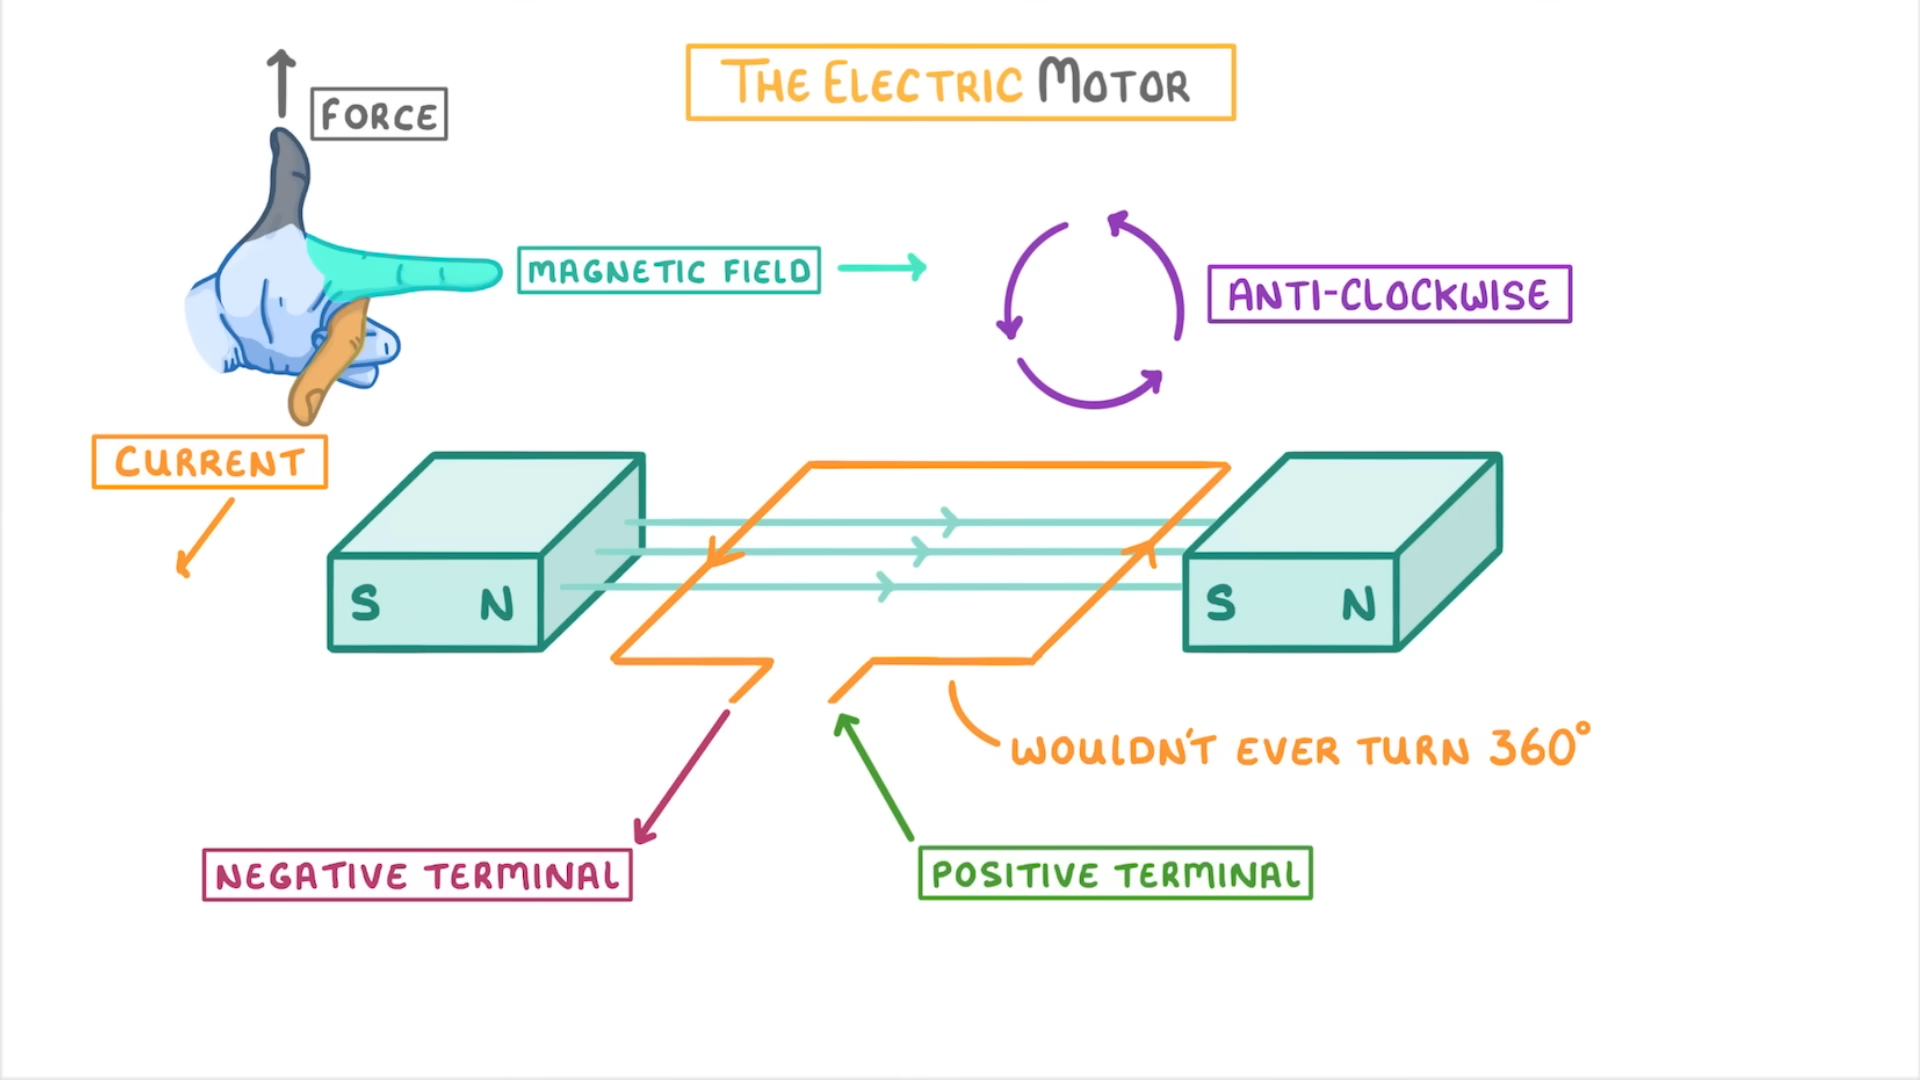 THE ELECTRIC MOTOR
FORCE
MAGNETIC FIELD
ANTI-CLOCKWISE
CURRENT
S N
S N
WOULDN'T EVER TURN 360°
NEGATIVE TERMINAL
POSITIVE TERMINAL